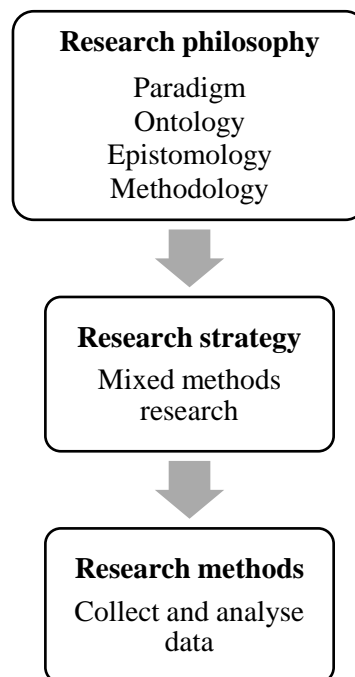 Research philosophy
Paradigm
Ontology
Epistomology
Methodology
Research strategy
Mixed methods
research
Research methods
Collect and analyse
data